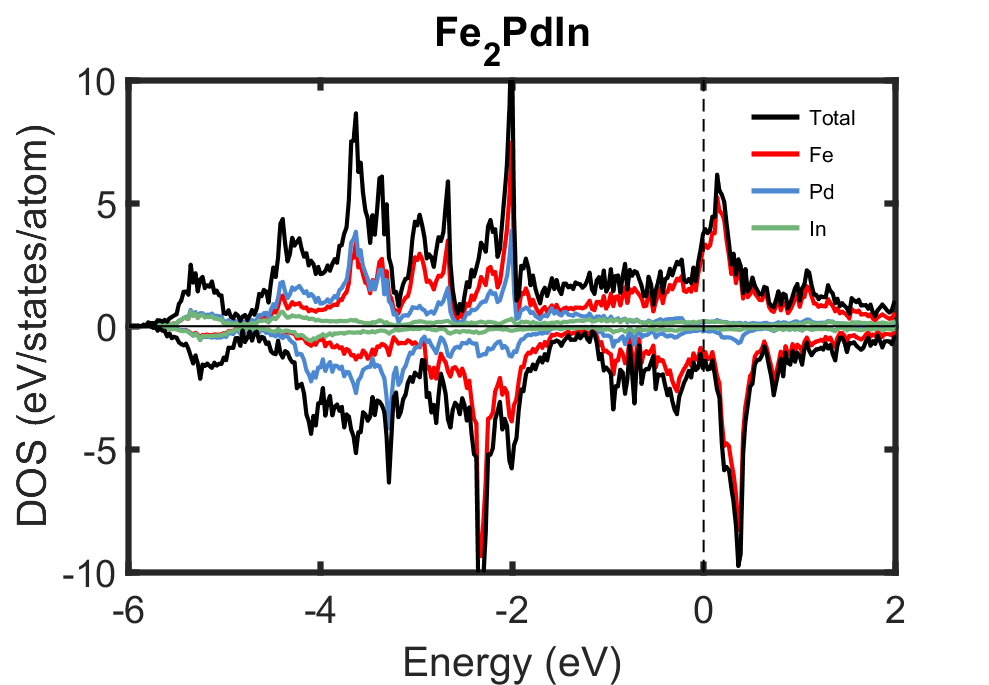 Fe2PdIn
DOS (eV/states/atom)
10
5
0
-5
-10
Total
Fe
Pd
In
-6
-4
-2
0
2
Energy (eV)